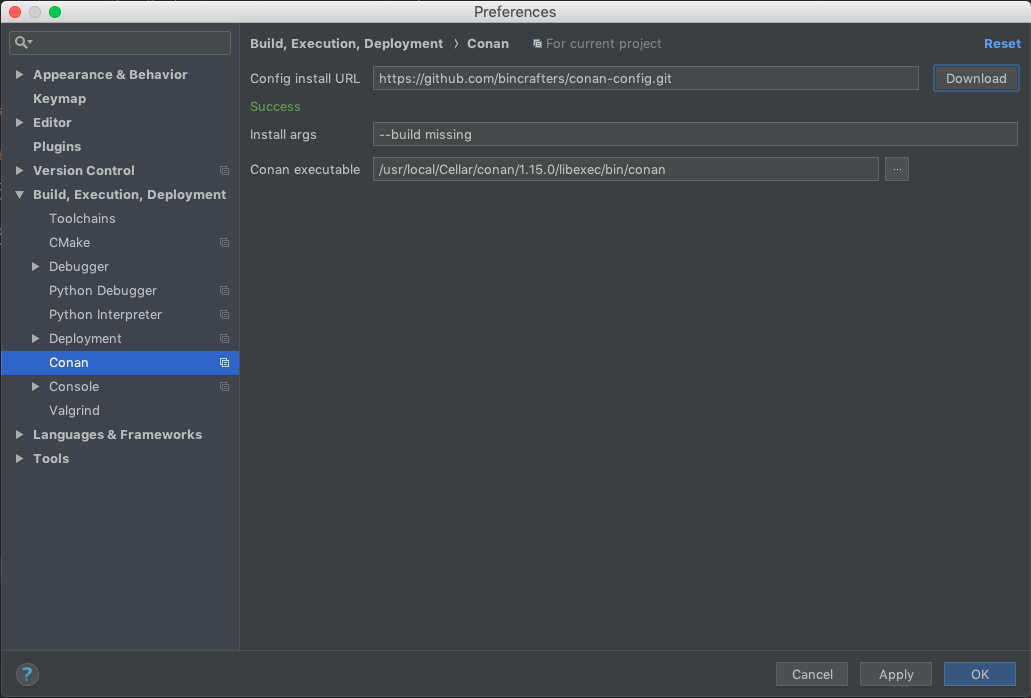 Preferences
Build, Execution, Deployment › Conan For current project Reset
Appearance & Behavior
Keymap
Editor
Plugins
Version Control
Build, Execution, Deployment
Toolchains
CMake
Debugger
Python Debugger
Python Interpreter
Deployment
Conan
Console
Valgrind
Languages & Frameworks
Tools
Config install URL https://github.com/bincrafters/conan-config.git Download
Success
Install args --build missing
Conan executable /usr/local/Cellar/conan/1.15.0/libexec/bin/conan ...
? Cancel Apply OK